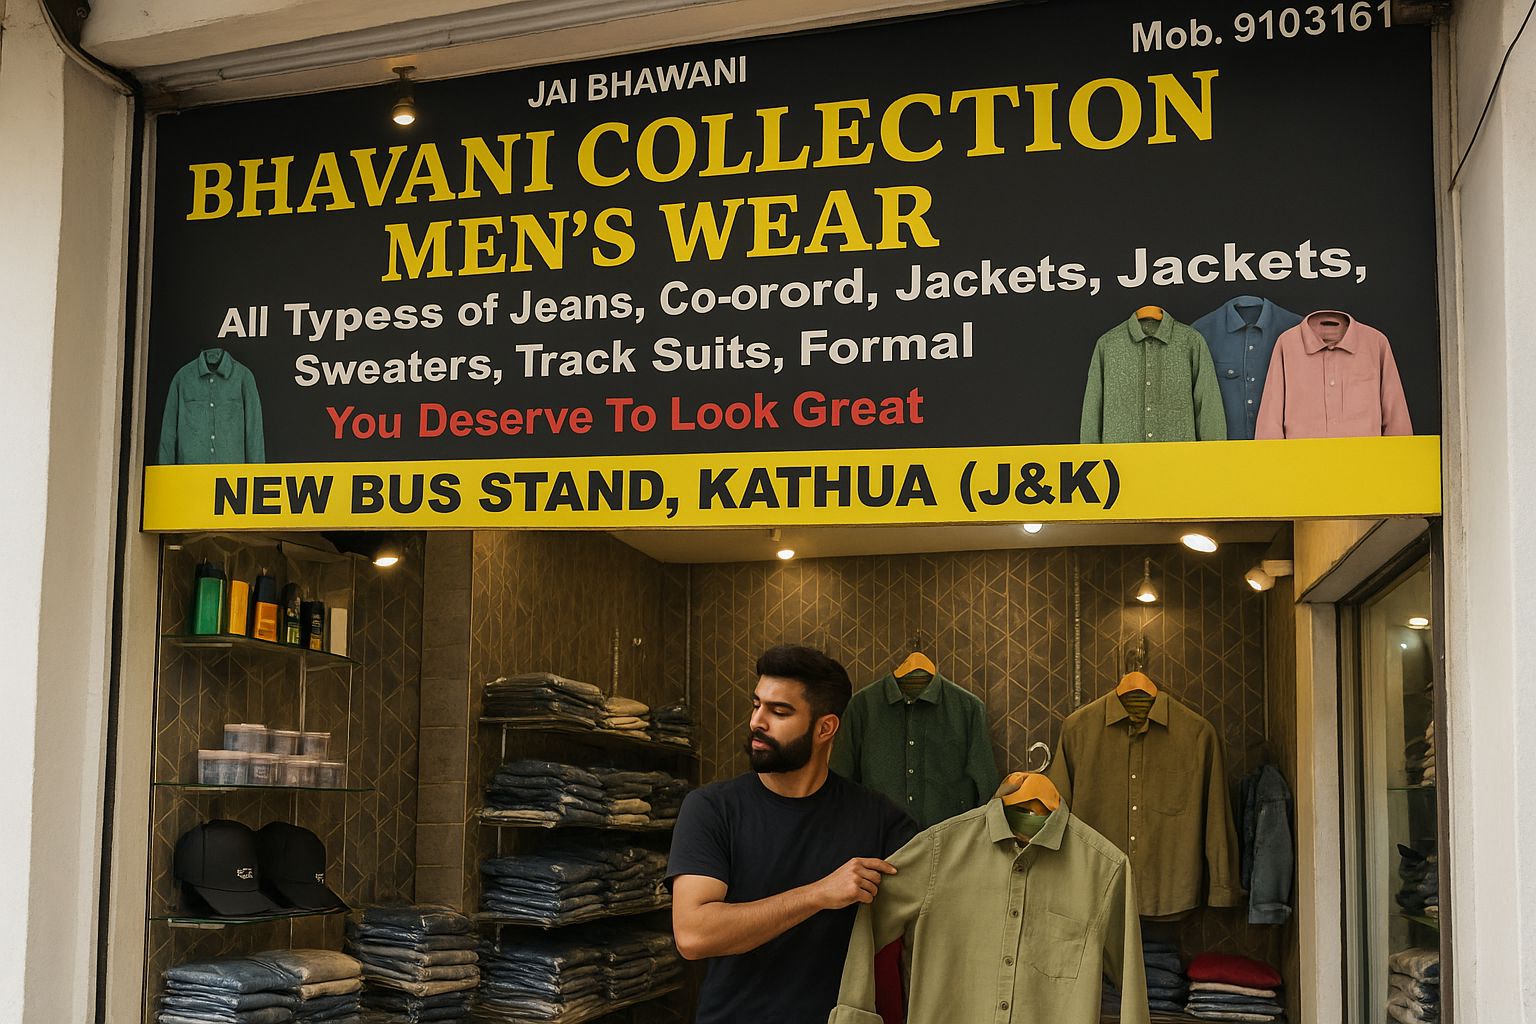 Mob. 9103161
JAI BHAWANI
BHAVANI COLLECTION
MEN'S WEAR
All Typess of Jeans, Co-orord, Jackets, Jackets,
Sweaters, Track Suits, Formal
You Deserve To Look Great
NEW BUS STAND, KATHUA (J&K)